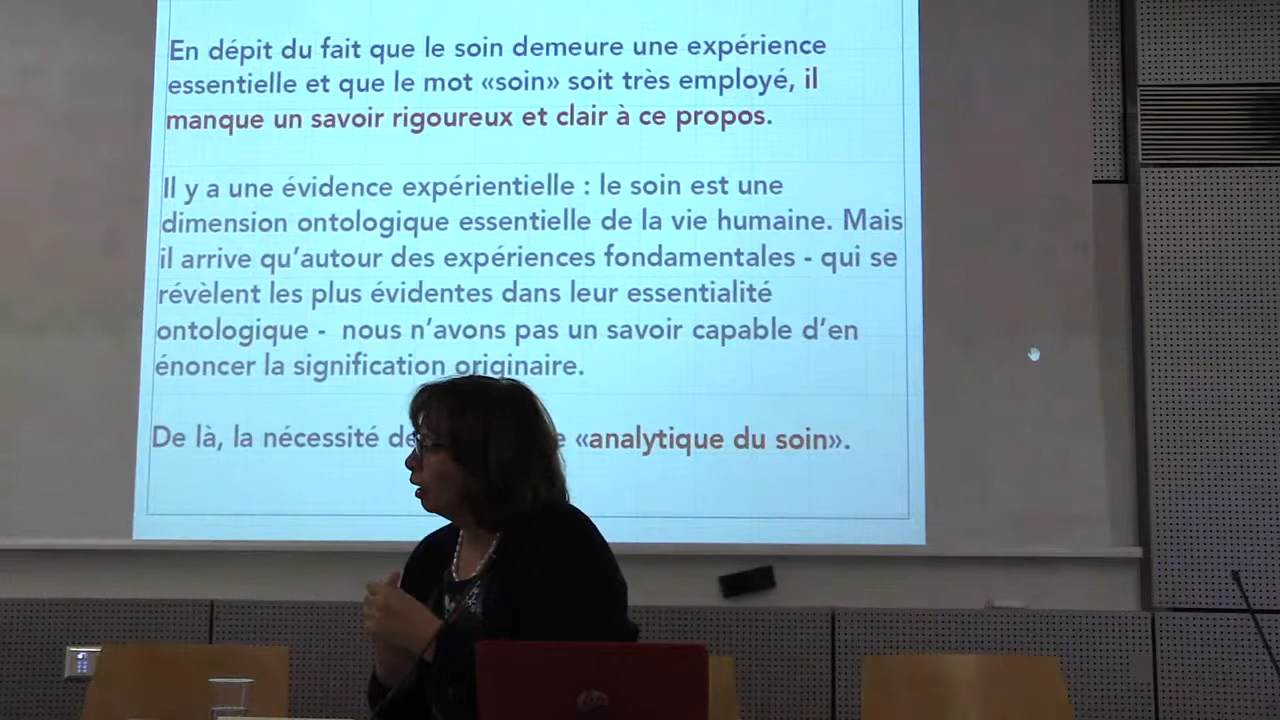 En dépit du fait que le soin demeure une expérience
essentielle et que le mot «soin» soit très employé, il
manque un savoir rigoureux et clair à ce propos.
Il y a une évidence expérientielle : le soin est une
dimension ontologique essentielle de la vie humaine. Mais
il arrive qu'autour des expériences fondamentales - qui se
révèlent les plus évidentes dans leur essentialité
ontologique - nous n'avons pas un savoir capable d'en
énoncer la signification originaire.
De là, la nécessité «analytique du soin».
hp